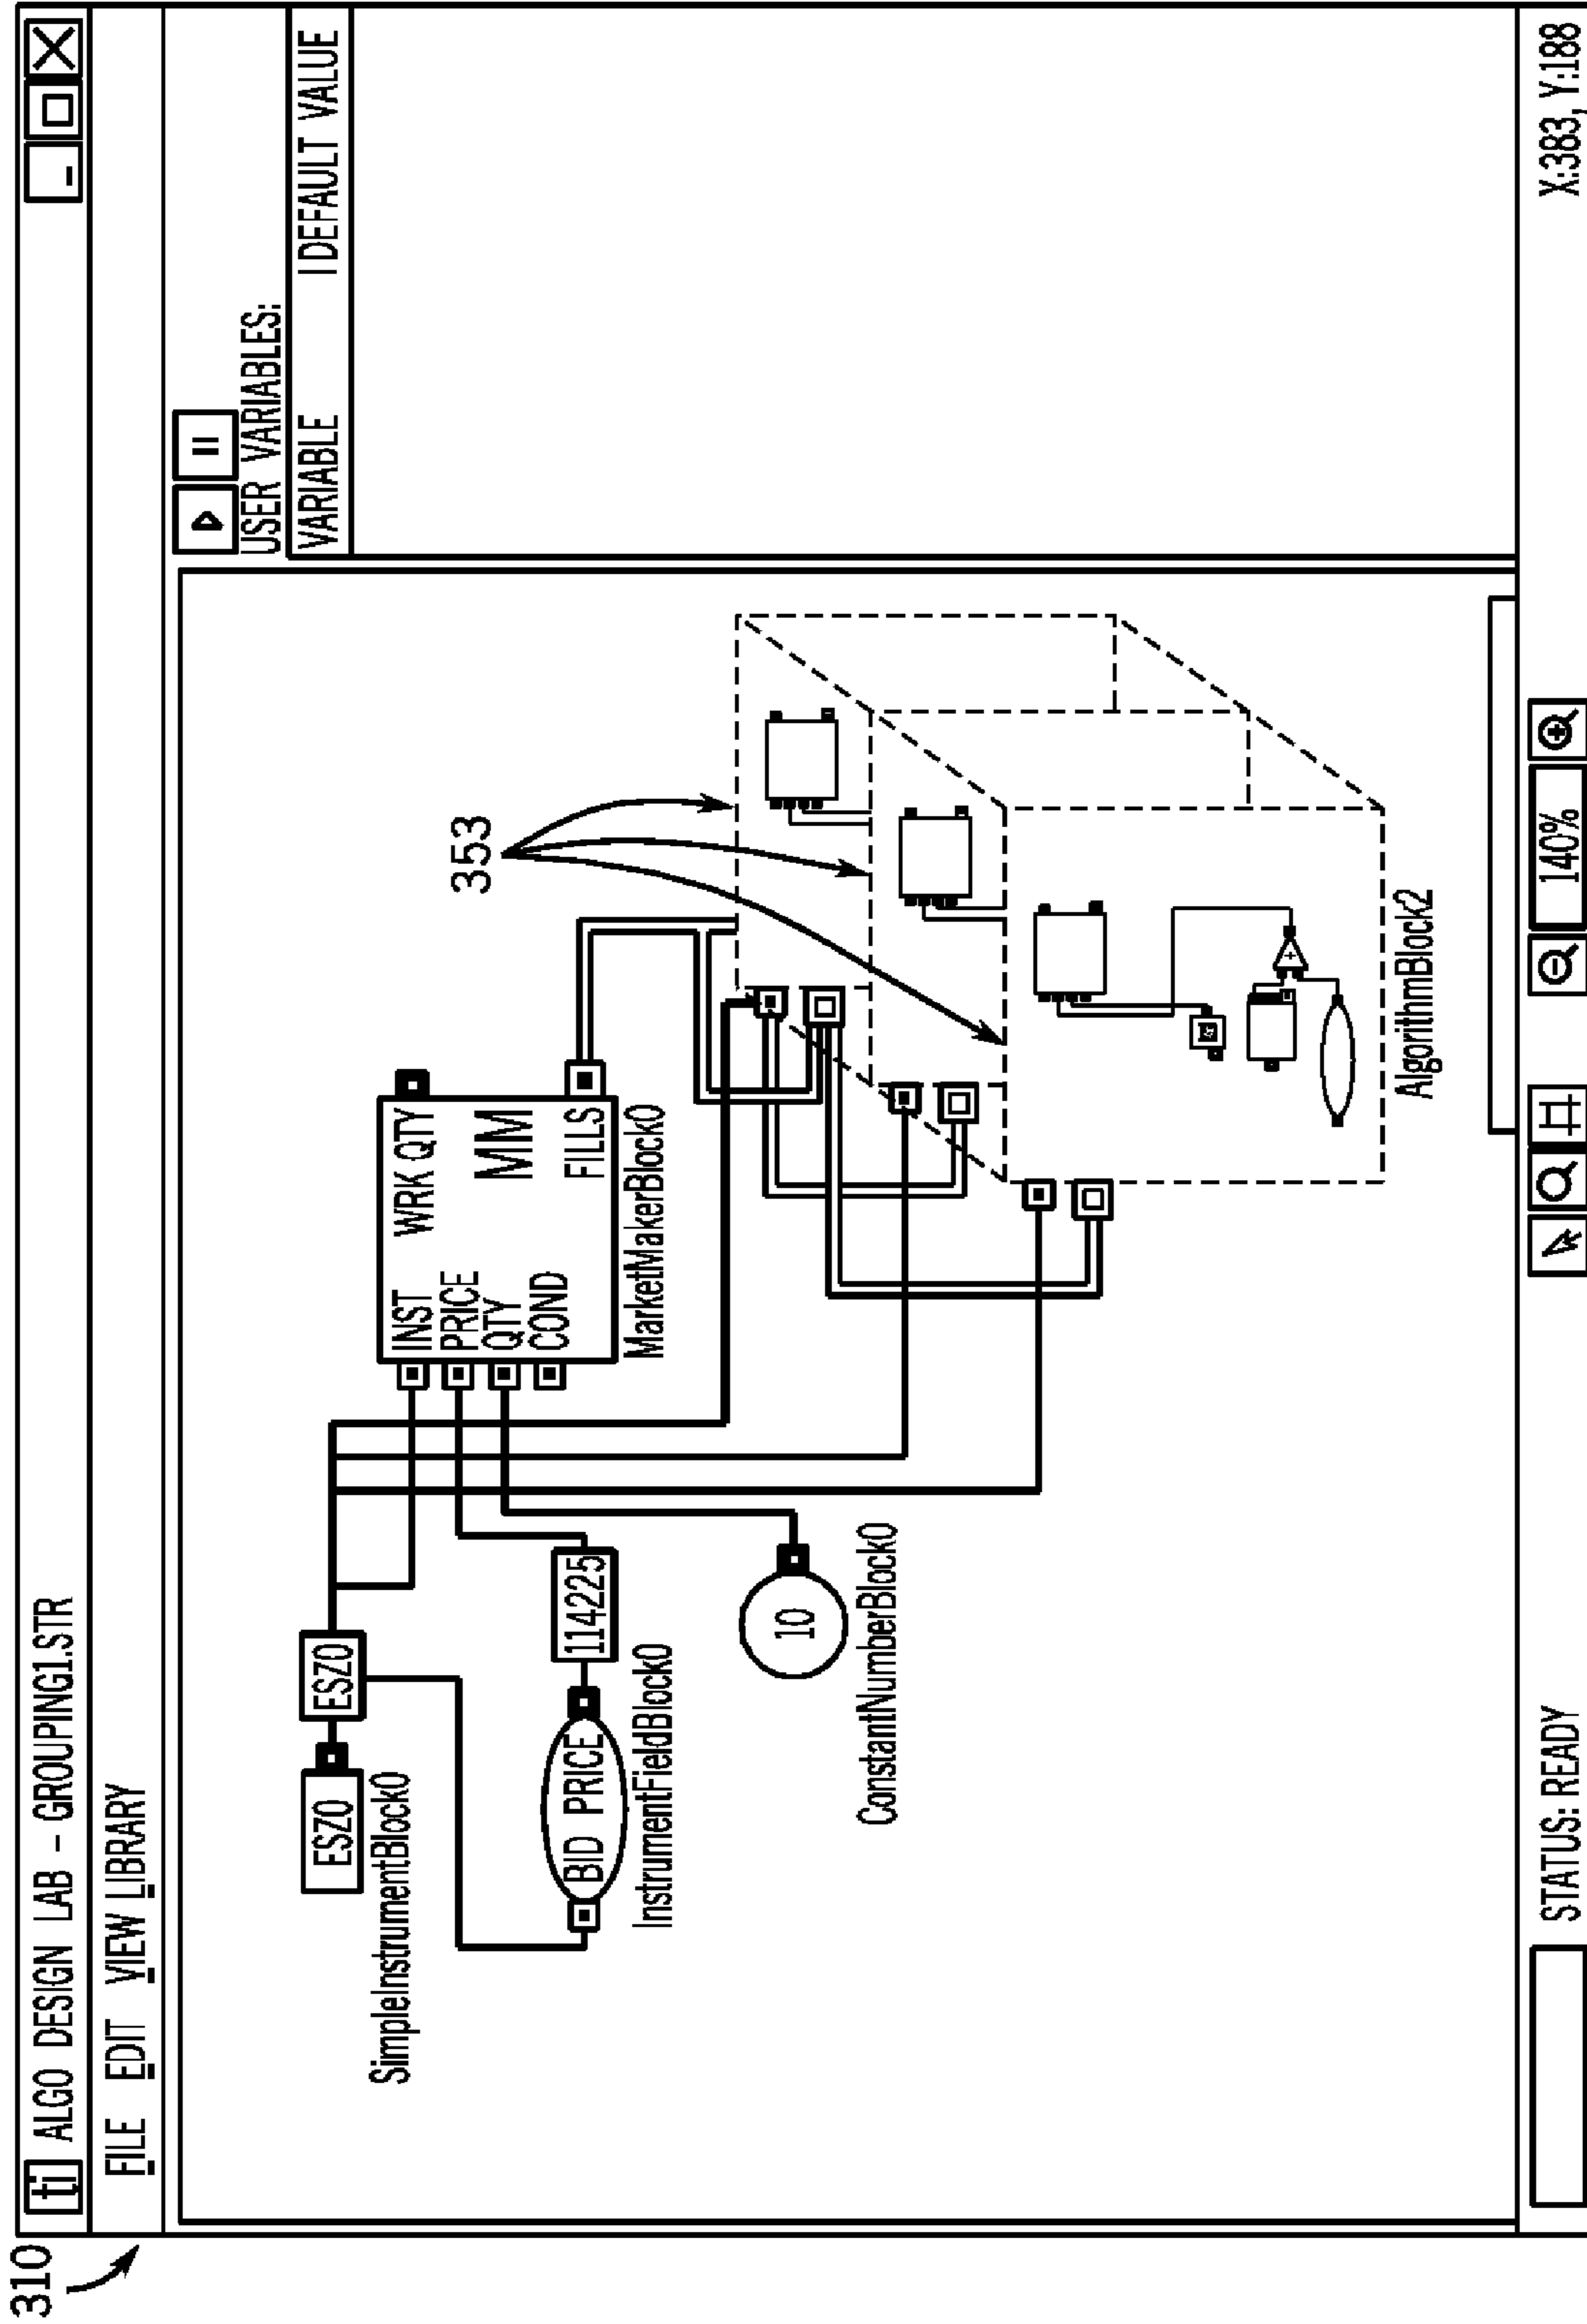 310
ti ALGO DESIGN LAB - GROUPING1.STR
FILE EDIT VIEW LIBRARY
USER VARIABLES:
VARIABLE | DEFAULT VALUE
ESZ0
ESZ0
SimpleInstrumentBlock0
INST
WRK QTY
PRICE
QTY
MM
COND
FILLS
MarketMakerBlock0
BID PRICE
114225
InstrumentFieldBlock0
10
ConstantNumberBlock0
353
+
AlgorithmBlock2
STATUS: READY
140%
X:383, Y:188